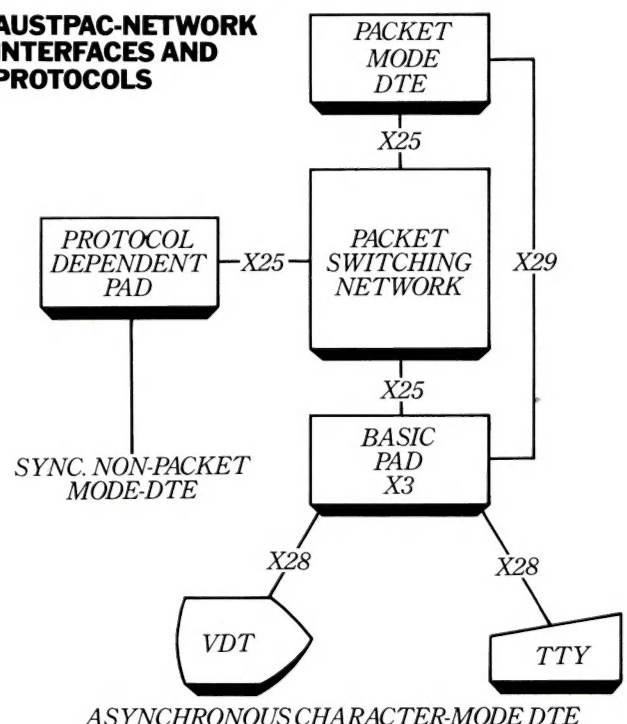 AUSTPAC-NETWORK
INTERFACES AND
PROTOCOLS
PACKET
MODE
DTE
X25
PROTOCOL
DEPENDENT
PAD
X25
PACKET
SWITCHING
NETWORK
X29
X25
BASIC
PAD
X3
SYNC. NON-PACKET
MODE-DTE
X28
X28
VDT
TTY
ASYNCHRONOUS CHARACTER-MODE DTE